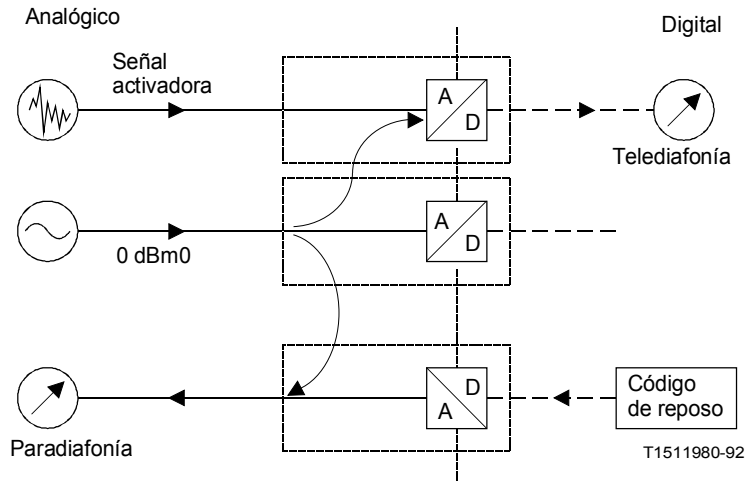 Analógico
Digital
Señal
activadora
A
D
Telediafonía
A
D
0 dBm0
D
A
Código
de reposo
Paradiafonía
T1511980-92